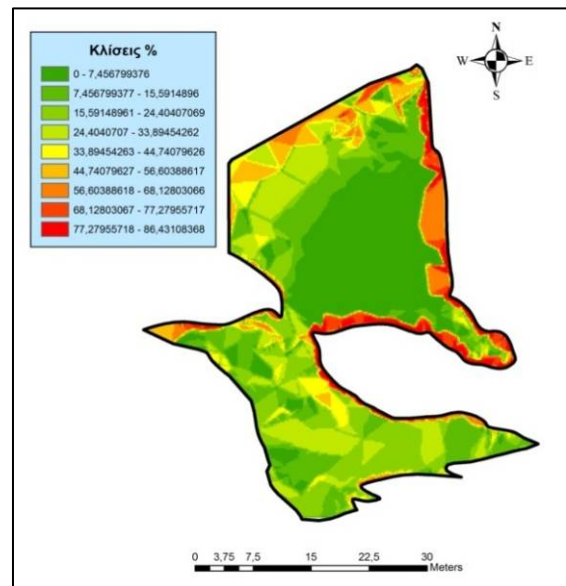 Κλίσεις %
0 - 7,456799376
7,456799377 - 15,5914896
15,59148961 - 24,40407069
24,4040707 - 33,89454262
33,89454263 - 44,74079626
44,74079627 - 56,60388617
56,60388618 - 68,12803066
68,12803067 - 77,27955717
77,27955718 - 86,43108368
N
W E
S
0 3,75 7,5 15 22,5 30
Meters